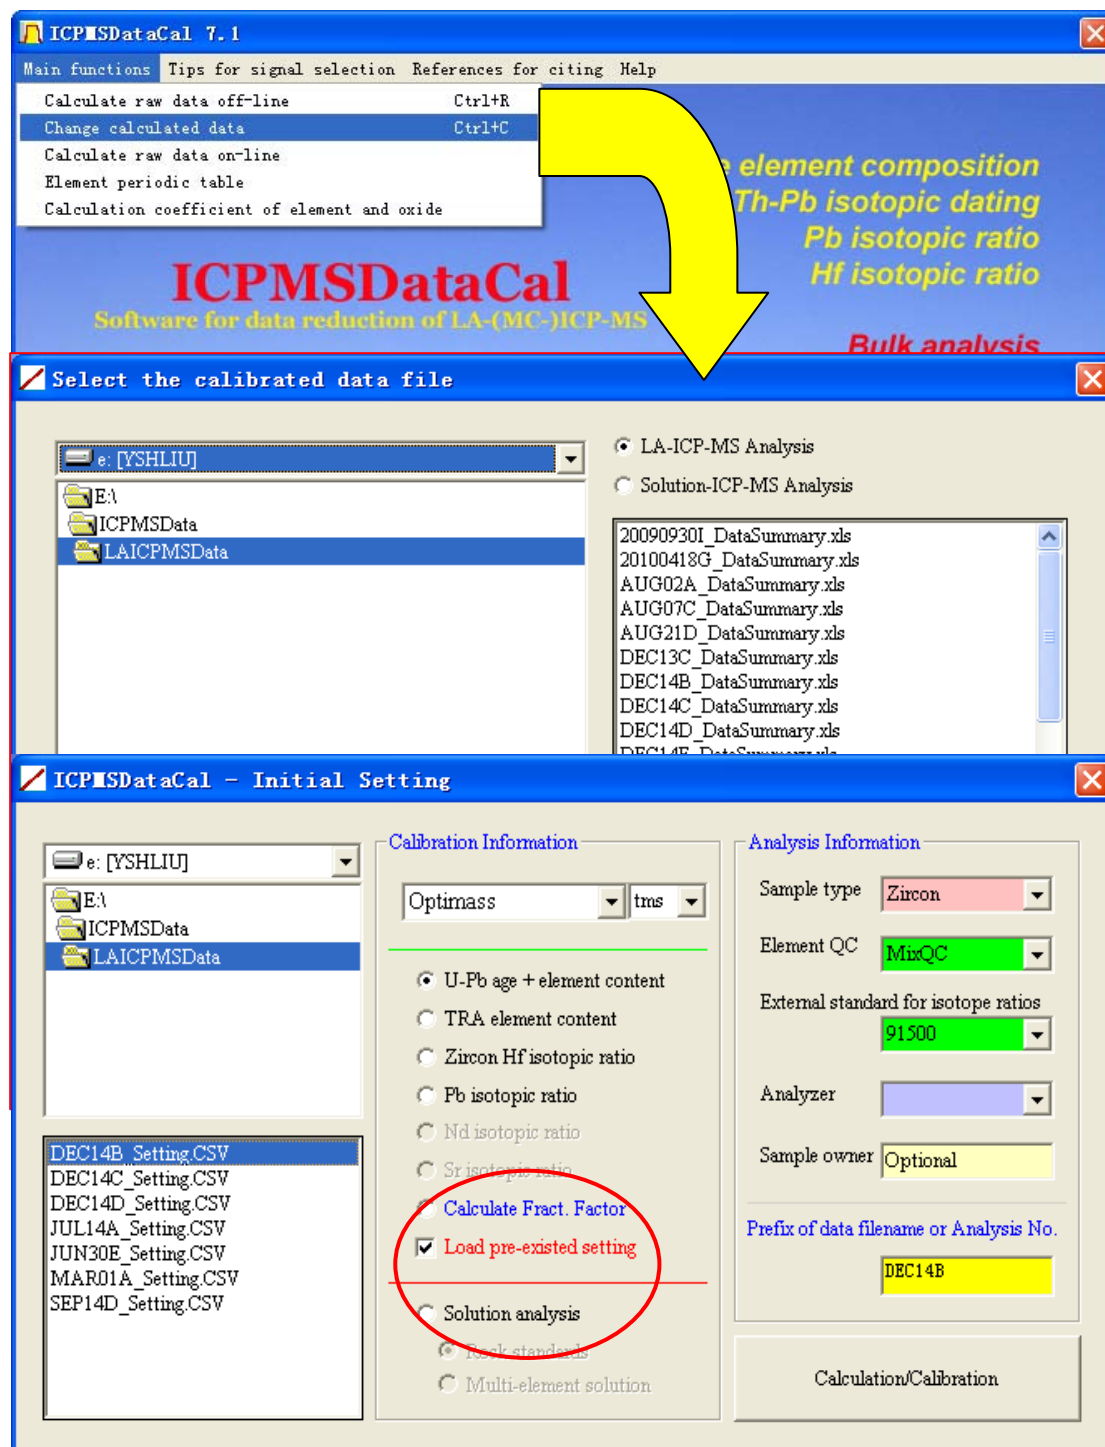 ICPMSDataCal 7.1
Main functions Tips for signal selection References for citing Help
Calculate raw data off-line Ctrl+R
Change calculated data Ctrl+C
Calculate raw data on-line
Element periodic table
Calculation coefficient of element and oxide
element composition
Th-Pb isotopic dating
Pb isotopic ratio
Hf isotopic ratio
ICPMSDataCal
Software for data reduction of LA-(MC-)ICP-MS
Bulk analysis
Select the calibrated data file
e: [YSHLIU]
E:\
ICPMSData
LAICPMSData
LA-ICP-MS Analysis
Solution-ICP-MS Analysis
20090930I_DataSummary.xls
20100418G_DataSummary.xls
AUG02A_DataSummary.xls
AUG07C_DataSummary.xls
AUG21D_DataSummary.xls
DEC13C_DataSummary.xls
DEC14B_DataSummary.xls
DEC14C_DataSummary.xls
DEC14D_DataSummary.xls
DEC14E_DataSummary.xls
ICPMSDataCal - Initial Setting
e: [YSHLIU]
E:\
ICPMSData
LAICPMSData
DEC14B_Setting.CSV
DEC14C_Setting.CSV
DEC14D_Setting.CSV
JUL14A_Setting.CSV
JUN30E_Setting.CSV
MAR01A_Setting.CSV
SEP14D_Setting.CSV
Calibration Information
Optimass tms
U-Pb age + element content
TRA element content
Zircon Hf isotopic ratio
Pb isotopic ratio
Nd isotopic ratio
Sr isotopic ratio
Calculate Fract. Factor
Load pre-existed setting
Solution analysis
Rock standards
Multi-element solution
Analysis Information
Sample type Zircon
Element QC MixQC
External standard for isotope ratios
91500
Analyzer
Sample owner Optional
Prefix of data filename or Analysis No.
DEC14B
Calculation/Calibration